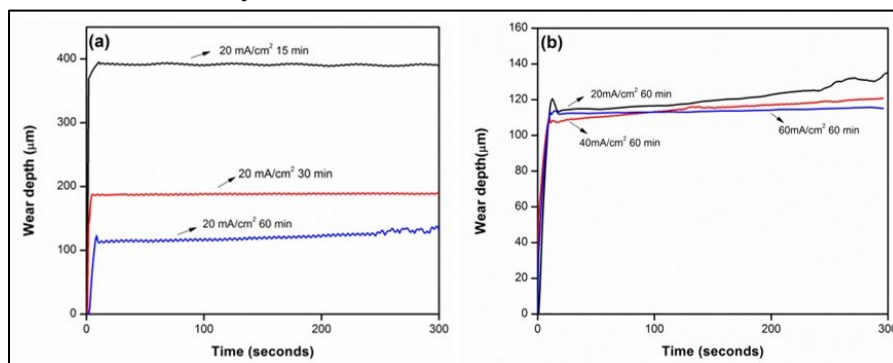 (a)
20 mA/cm² 15 min
20 mA/cm² 30 min
20 mA/cm² 60 min
Wear depth (μm)
400
300
200
100
0
0 100 200 300
Time (seconds)
(b)
20mA/cm² 60 min
40mA/cm² 60 min
60mA/cm² 60 min
Wear depth(μm)
160
140
120
100
80
60
40
20
0
0 100 200 300
Time (seconds)